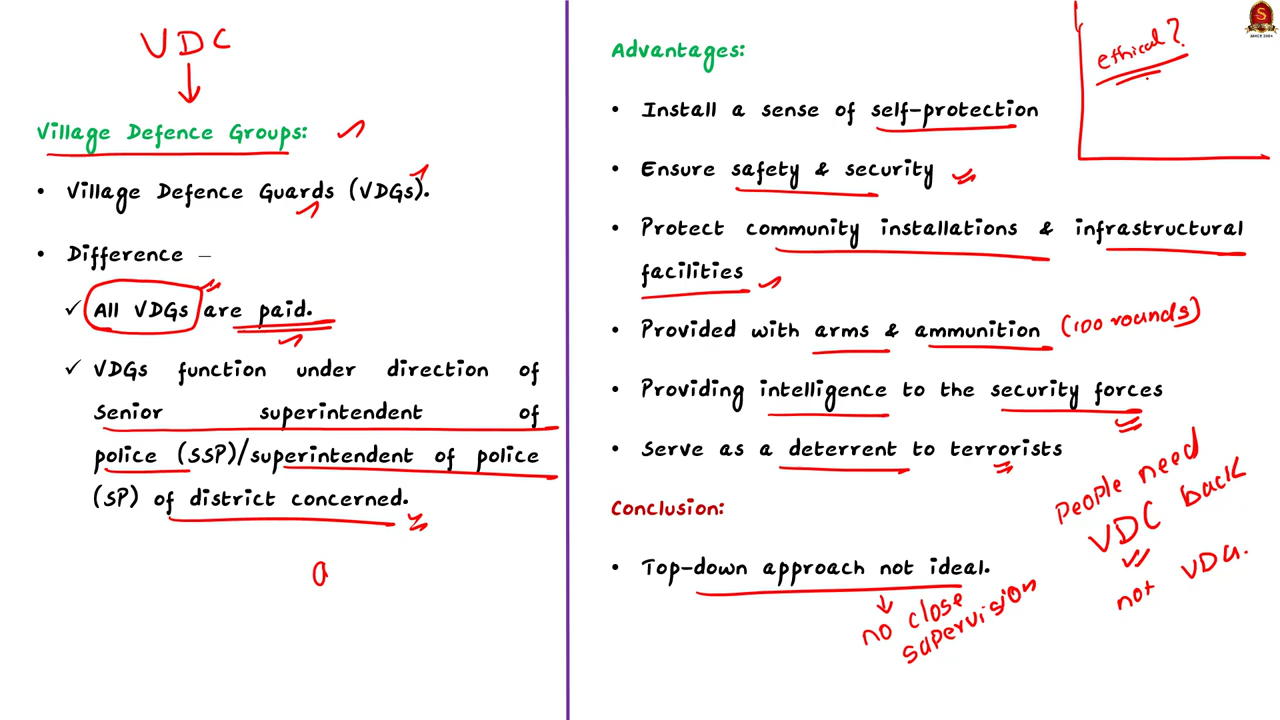 VDC
Village Defence Groups:
• Village Defence Guards (VDGs).
• Difference –
✓ All VDGs are paid.
✓ VDGs function under direction of
senior superintendent of
police (SSP)/superintendent of police
(SP) of district concerned.
a
Advantages:
• Install a sense of self-protection
• Ensure safety & security
• Protect community installations & infrastructural
facilities
• Provided with arms & ammunition (100 rounds)
• Providing intelligence to the security forces
• Serve as a deterrent to terrorists
Conclusion:
• Top-down approach not ideal.
no close
supervision
ethical?
People need
VDC back
not VDG.
S
SINCE 2004